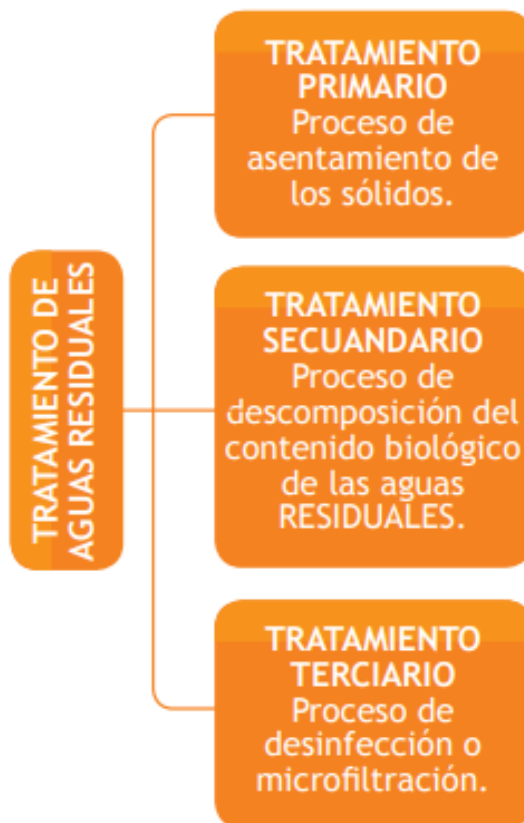 TRATAMIENTO DE
AGUAS RESIDUALES
TRATAMIENTO
PRIMARIO
Proceso de
asentamiento de
los sólidos.
TRATAMIENTO
SECUANDARIO
Proceso de
descomposición del
contenido biológico
de las aguas
RESIDUALES.
TRATAMIENTO
TERCIARIO
Proceso de
desinfección o
microfiltración.